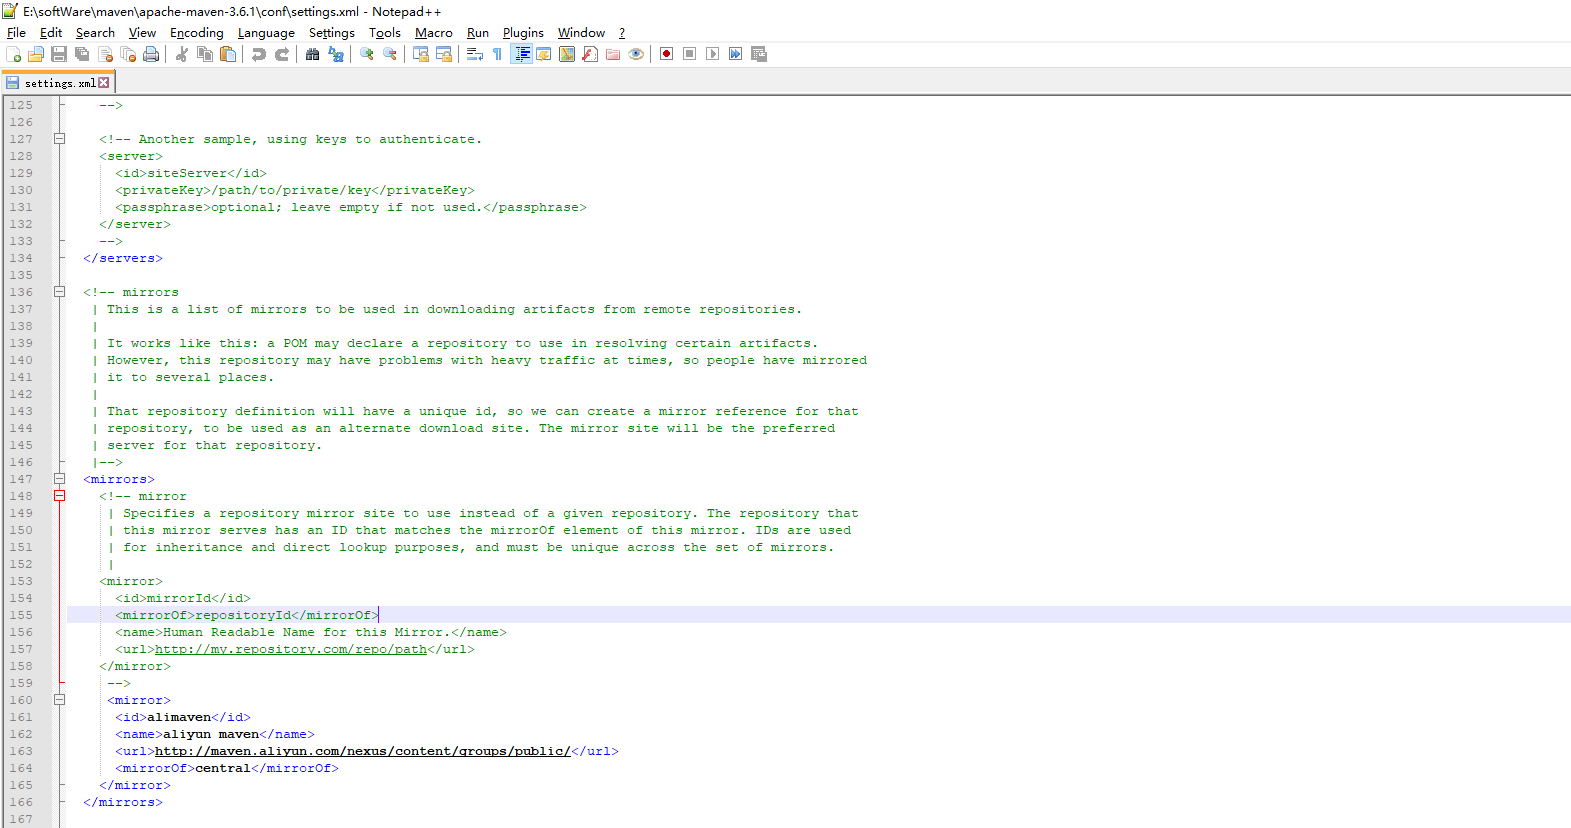 E:\softWare\maven\apache-maven-3.6.1\conf\settings.xml - Notepad++
File Edit Search View Encoding Language Settings Tools Macro Run Plugins Window ?
settings.xml
125 -->
126
127 <!-- Another sample, using keys to authenticate.
128 <server>
129 <id>siteServer</id>
130 <privateKey>/path/to/private/key</privateKey>
131 <passphrase>optional; leave empty if not used.</passphrase>
132 </server>
133 -->
134 </servers>
135
136 <!-- mirrors
137 | This is a list of mirrors to be used in downloading artifacts from remote repositories.
138 |
139 | It works like this: a POM may declare a repository to use in resolving certain artifacts.
140 | However, this repository may have problems with heavy traffic at times, so people have mirrored
141 | it to several places.
142 |
143 | That repository definition will have a unique id, so we can create a mirror reference for that
144 | repository, to be used as an alternate download site. The mirror site will be the preferred
145 | server for that repository.
146 |-->
147 <mirrors>
148 <!-- mirror
149 | Specifies a repository mirror site to use instead of a given repository. The repository that
150 | this mirror serves has an ID that matches the mirrorOf element of this mirror. IDs are used
151 | for inheritance and direct lookup purposes, and must be unique across the set of mirrors.
152 |
153 <mirror>
154 <id>mirrorId</id>
155 <mirrorOf>repositoryId</mirrorOf>
156 <name>Human Readable Name for this Mirror.</name>
157 <url>http://my.repository.com/repo/path</url>
158 </mirror>
159 -->
160 <mirror>
161 <id>alimaven</id>
162 <name>aliyun maven</name>
163 <url>http://maven.aliyun.com/nexus/content/groups/public/</url>
164 <mirrorOf>central</mirrorOf>
165 </mirror>
166 </mirrors>
167